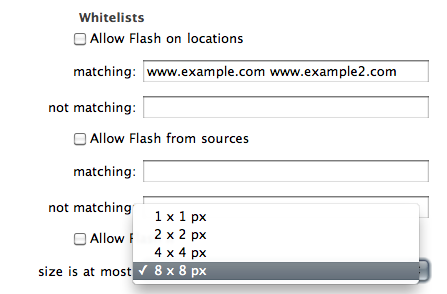 Whitelists
Allow Flash on locations
matching: www.example.com www.example2.com
not matching:
Allow Flash from sources
matching:
not matching:
1 x 1 px
2 x 2 px
Allow
4 x 4 px
size is at most ✓ 8 x 8 px